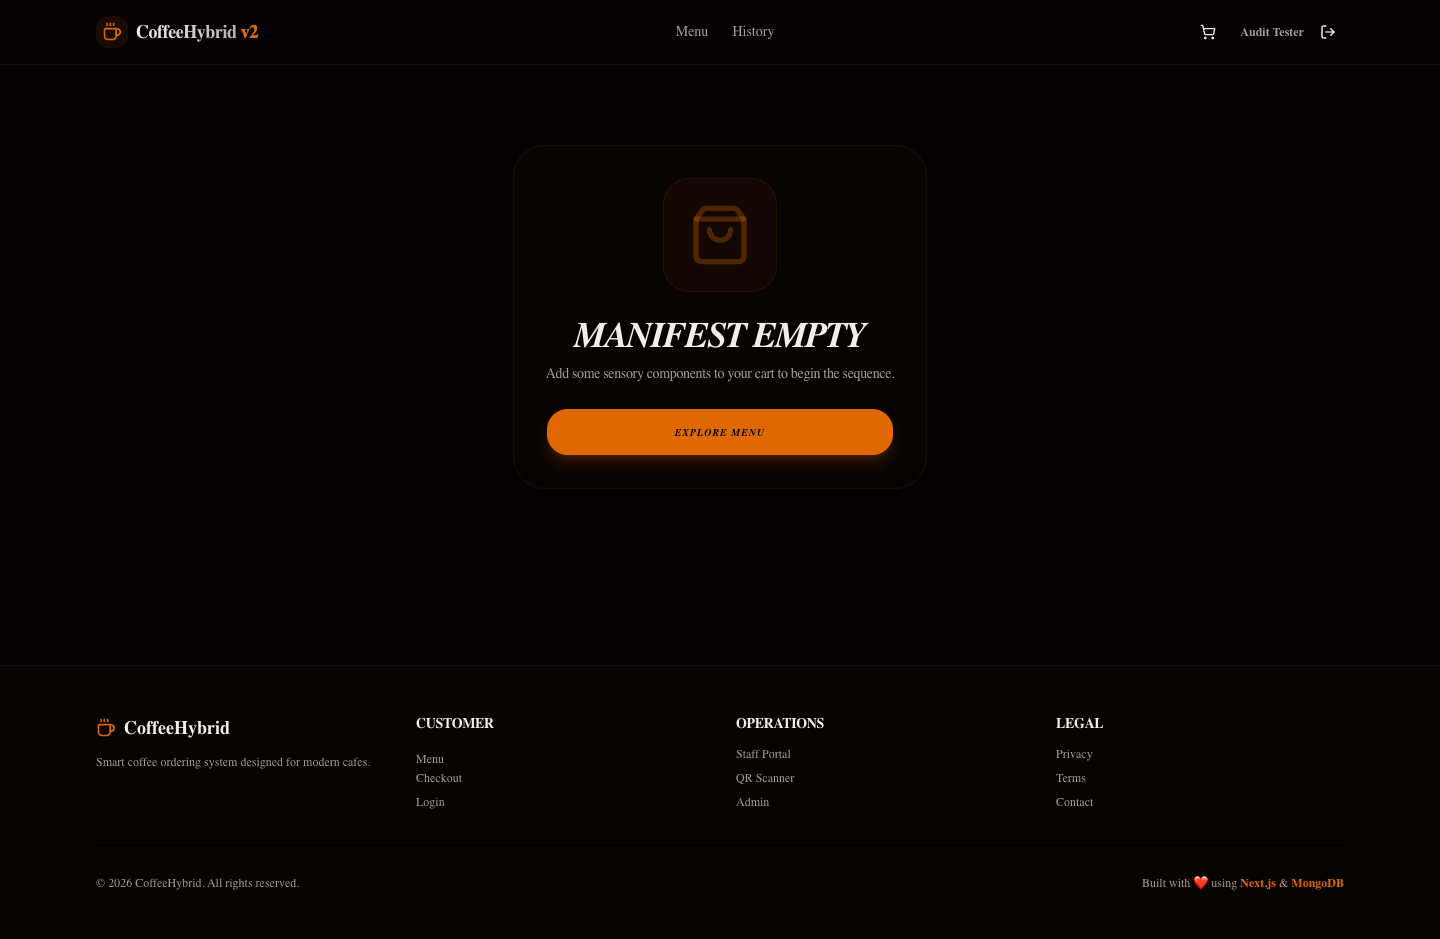 CoffeeHybrid v2
Menu
History
Audit Tester
MANIFEST EMPTY
Add some sensory components to your cart to begin the sequence.
EXPLORE MENU
CoffeeHybrid
Smart coffee ordering system designed for modern cafes.
CUSTOMER
Menu
Checkout
Login
OPERATIONS
Staff Portal
QR Scanner
Admin
LEGAL
Privacy
Terms
Contact
© 2026 CoffeeHybrid. All rights reserved.
Built with ❤️ using Next.js & MongoDB